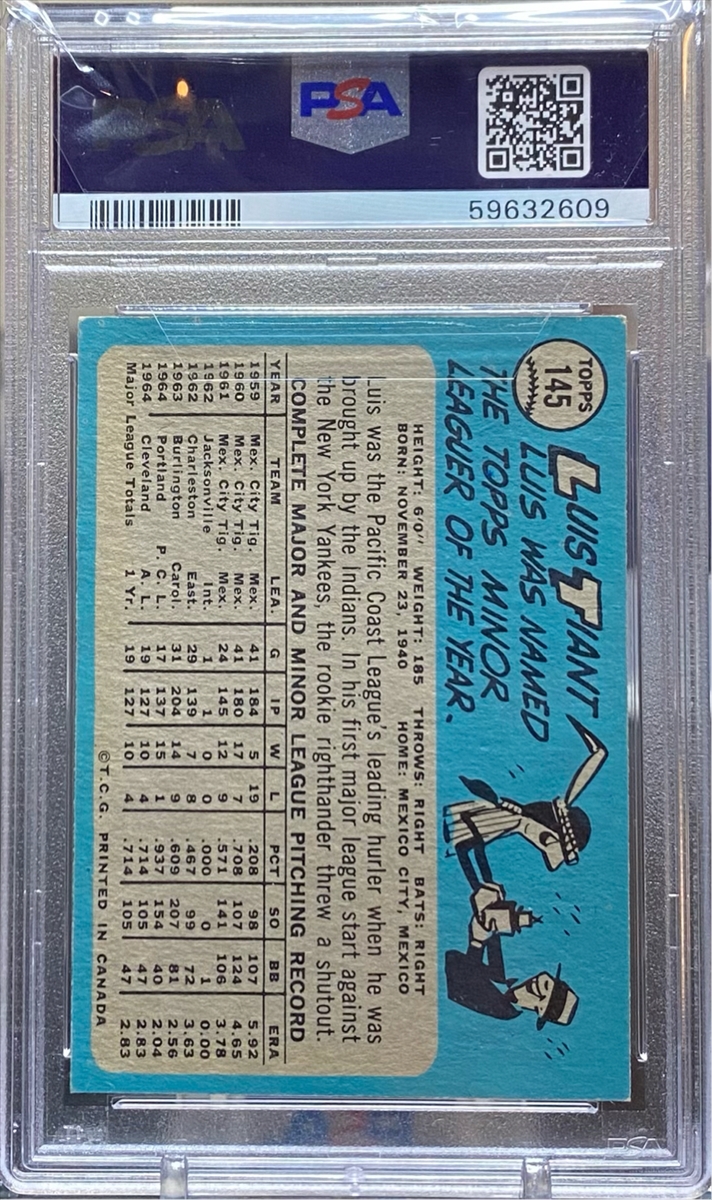 PSA
PSA
59632609
TOPPS
145
LUIS TIANT
LUIS WAS NAMED
THE TOPPS MINOR
LEAGUER OF THE YEAR.
HEIGHT: 6'0" WEIGHT: 185 THROWS: RIGHT BATS: RIGHT
BORN: NOVEMBER 23, 1940 HOME: MEXICO CITY, MEXICO
Luis was the Pacific Coast League's leading hurler when he was
brought up by the Indians. In his first major league start against
the New York Yankees, the rookie righthander threw a shutout.
COMPLETE MAJOR AND MINOR LEAGUE PITCHING RECORD
YEAR TEAM LEA. G IP W L PCT SO BB ERA
1959 Mex. City Tig. Mex. 41 184 5 19 .208 98 107 5.92
1960 Mex. City Tig. Mex. 41 180 17 7 .708 107 124 4.65
1961 Mex. City Tig. Mex. 24 145 12 9 .571 141 106 3.78
1962 Jacksonville Int. 1 1 0 0 .000 0 1 0.00
1962 Charleston East. 29 139 7 8 .467 99 72 3.63
1963 Burlington Carol. 31 204 14 9 .609 207 81 2.56
1964 Portland P. C. L. 17 137 15 1 .937 154 40 2.04
1964 Cleveland A. L. 19 127 10 4 .714 105 47 2.83
Major League Totals 1 Yr. 19 127 10 4 .714 105 47 2.83
©T.C.G. PRINTED IN CANADA
PSA